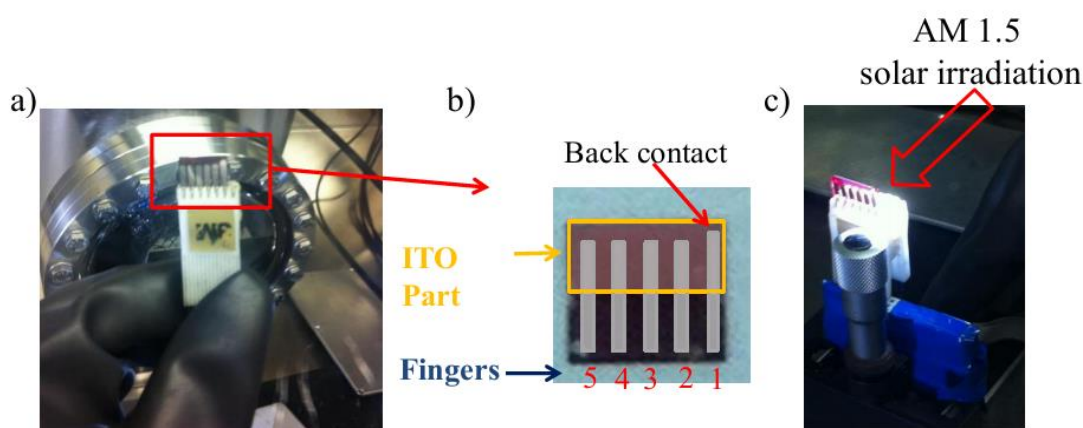 AM 1.5
solar irradiation
a)
b)
c)
Back contact
ITO
Part
Fingers
5 4 3 2 1